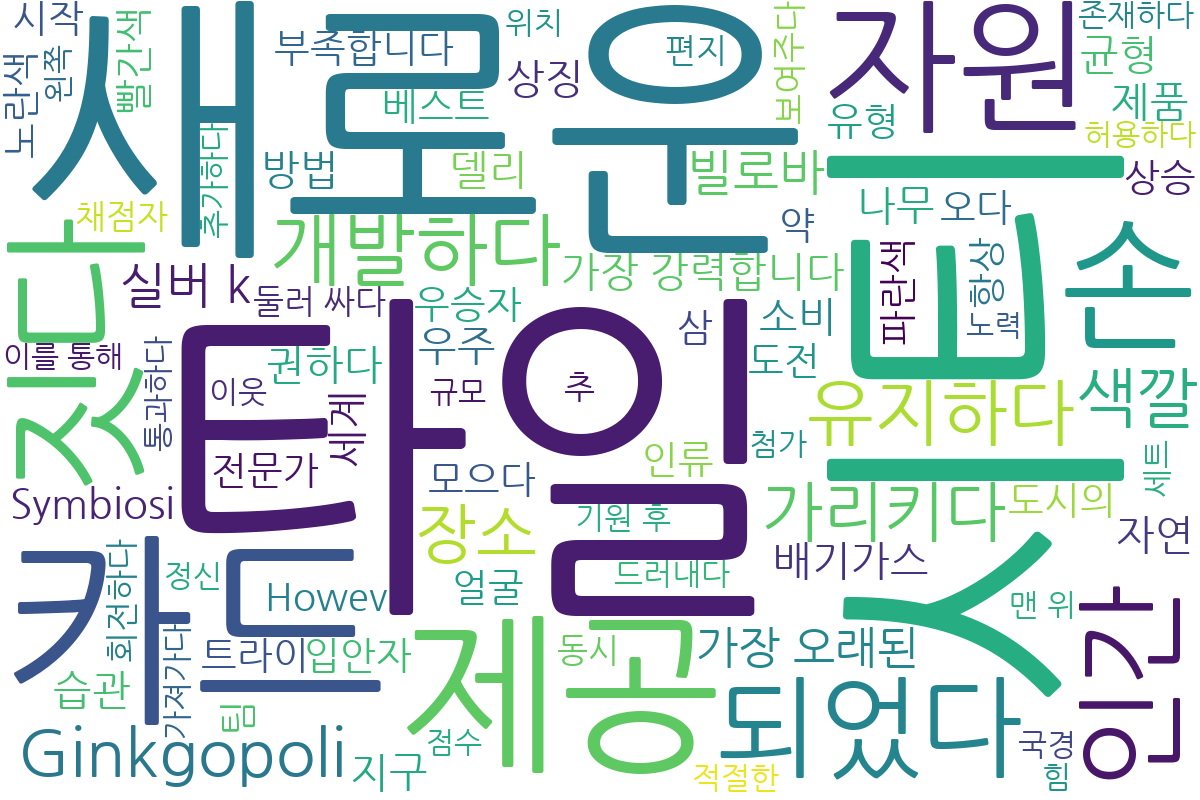 시작
노란색
왼쪽
빨간색
새로운
부족합니다
위치
편지
보여주다
자원
존재하다
균형
제품
허용하다
상승
베스트
상징
유형
추가하다
방법
델리
빌로바
나무
오다
채점자
짓다
개발하다
약
가장 강력합니다
실버 k
둘러 싸다
우승자
삼
소비
파란색
항상
노력
손
트
스
이를 통해
통과하다
권하다
우주
도전
색깔
이웃
규모
추
타일
세계
유지하다
첨가
전문가
인류
모으다
세트
Symbiosi
장소
기원 후
가리키다
도시의
자연
카드
회전하다
정신
Howev
얼굴
드러내다
배기가스
맨 위
인간
트라이
입안자
제공
동시
가장 오래된
습관
가져가다
팀
되었다
Ginkgopoli
지구
점수
적절한
국경
힘